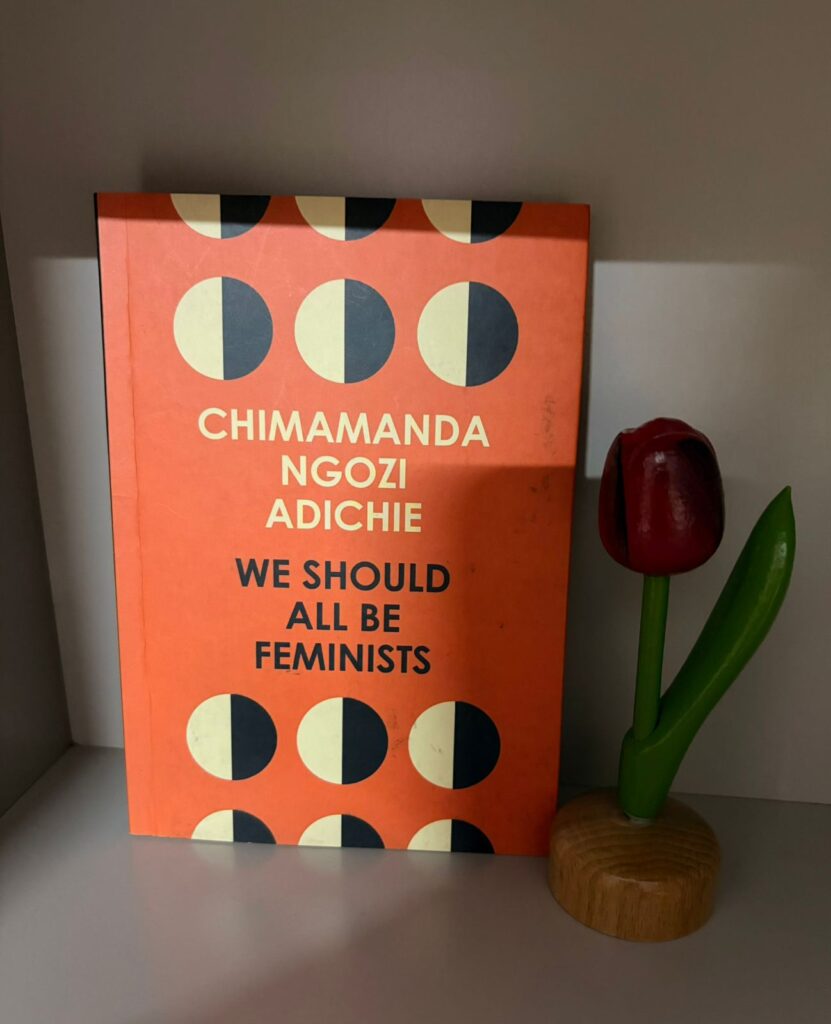 CHIMAMANDA
NGOZI
ADICHIE
WE SHOULD
ALL BE
FEMINISTS